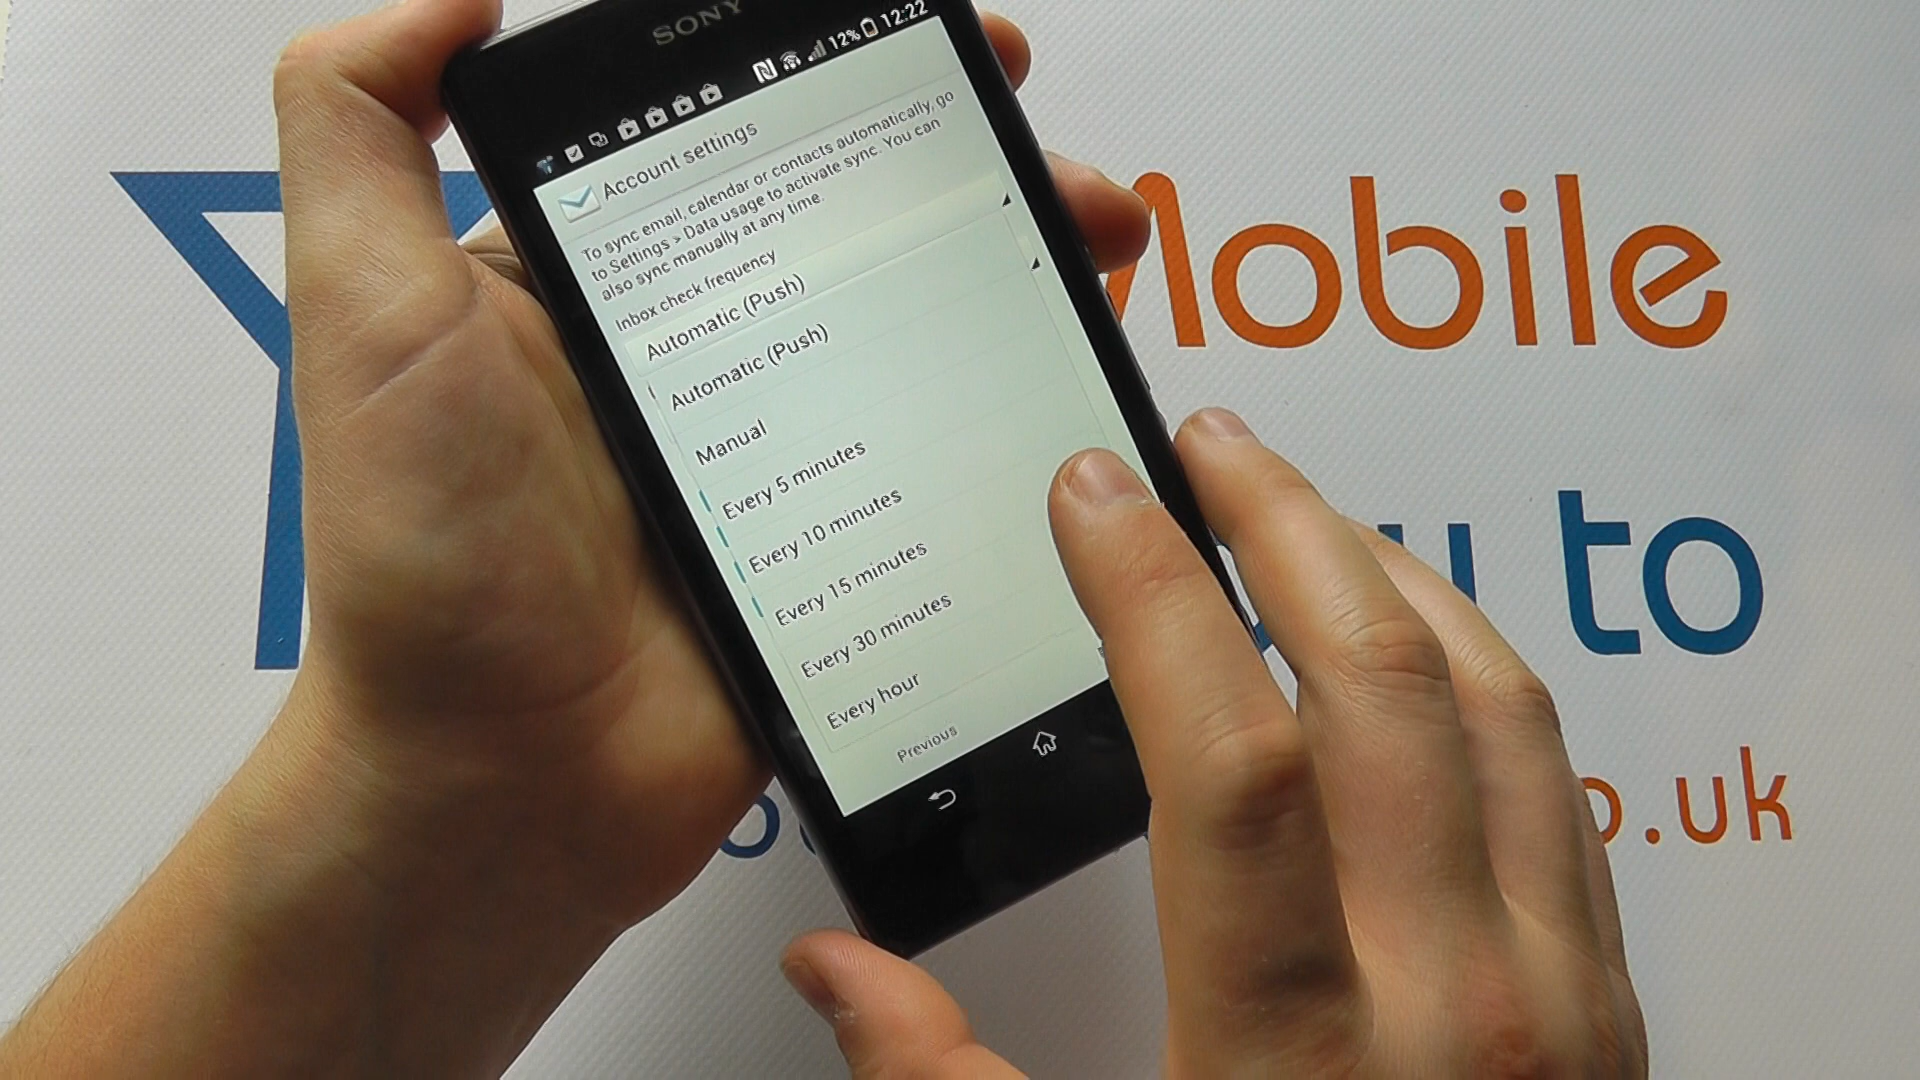 SONY
12% 12:22
Account settings
To sync email, calendar or contacts automatically, go
to Settings > Data usage to activate sync. You can
also sync manually at any time.
Inbox check frequency
Automatic (Push)
Automatic (Push)
Manual
Every 5 minutes
Every 10 minutes
Every 15 minutes
Every 30 minutes
Every hour
Previous
Mobile
to
o.uk